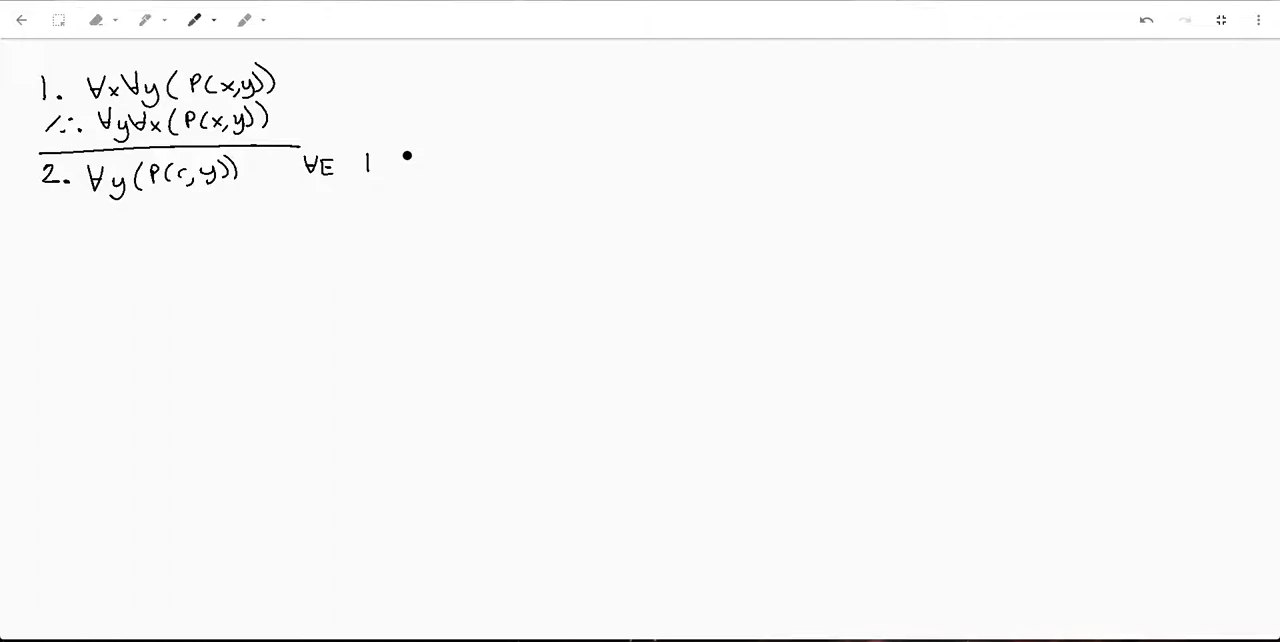 1. ∀x∀y(P(x,y))
/∴ ∀y∀x(P(x,y))
2. ∀y(P(c,y)) ∀E 1